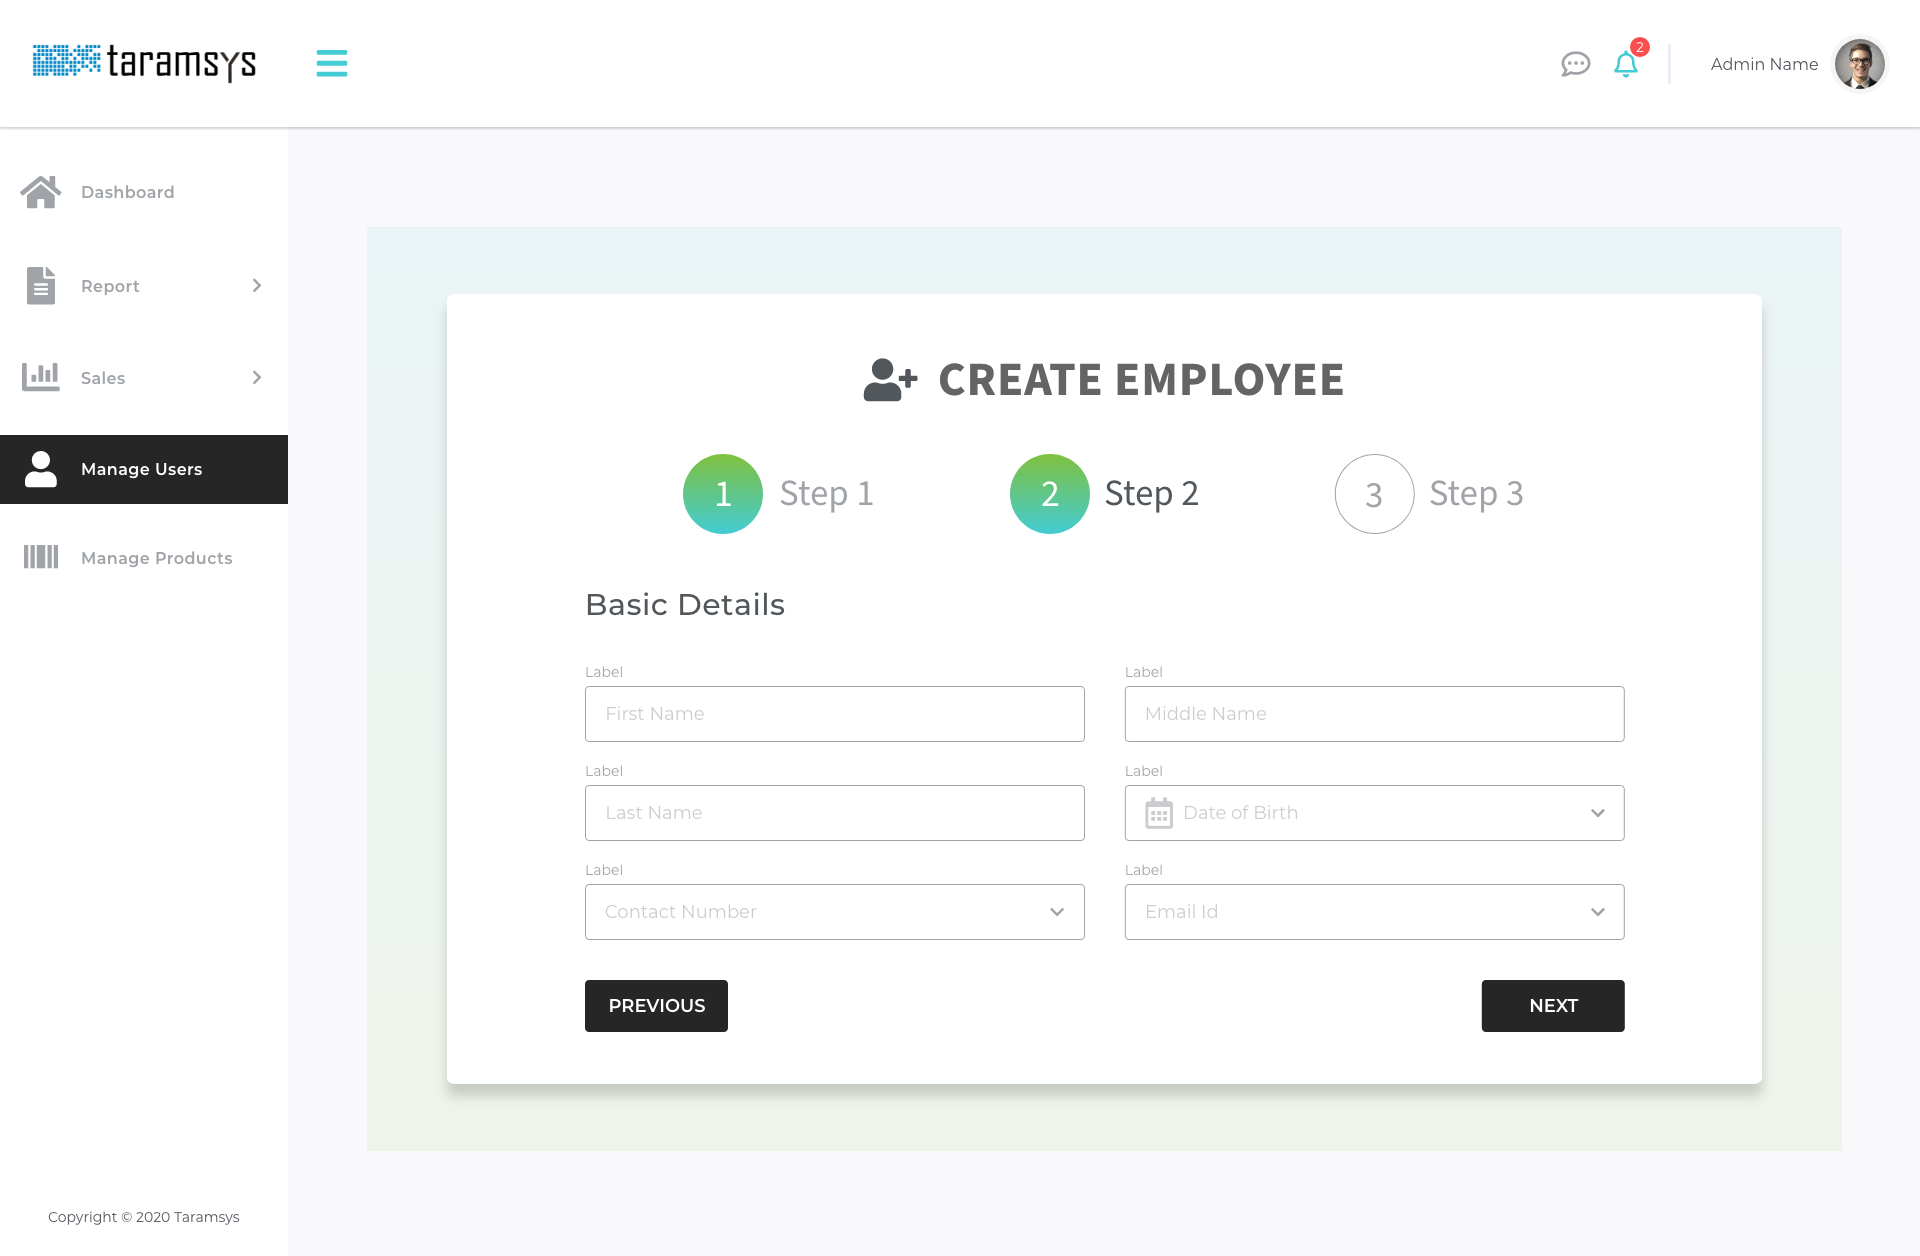 taramsys
2
Admin Name
Dashboard
Report
Sales
Manage Users
Manage Products
CREATE EMPLOYEE
1 Step 1 2 Step 2 3 Step 3
Basic Details
Label Label
First Name Middle Name
Label Label
Last Name Date of Birth
Label Label
Contact Number Email Id
PREVIOUS NEXT
Copyright © 2020 Taramsys